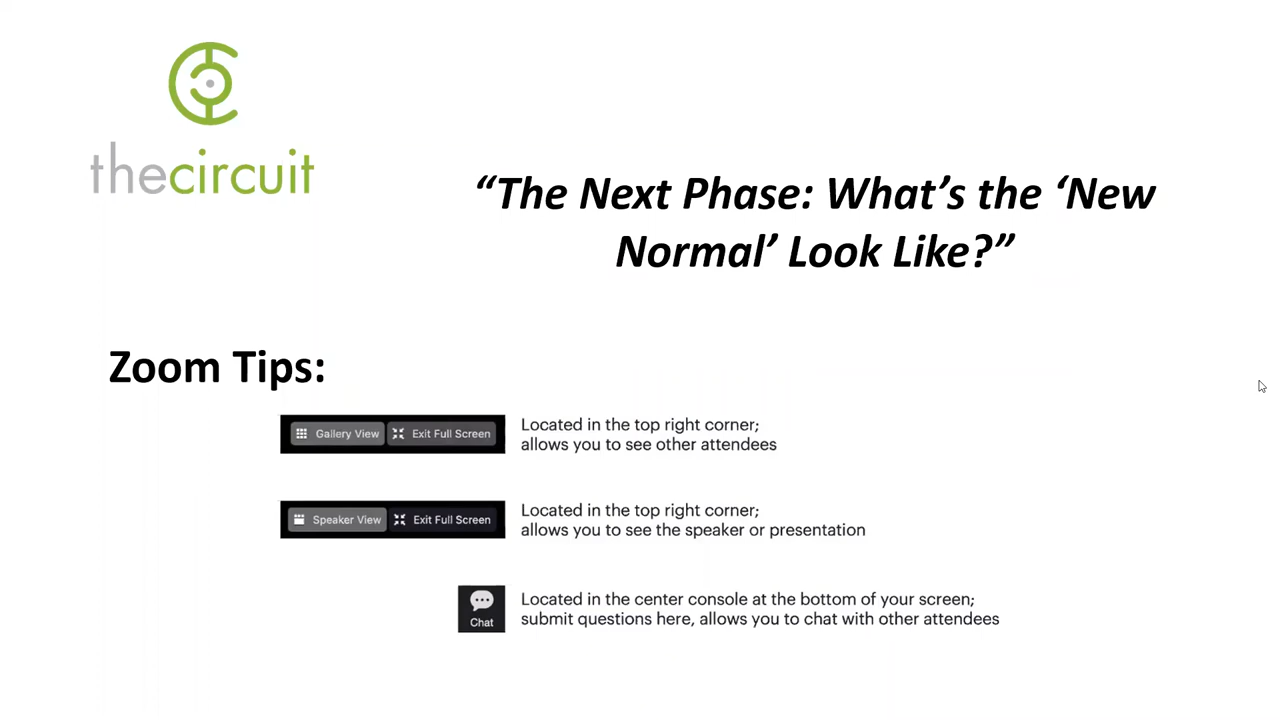 thecircuit
“The Next Phase: What’s the ‘New
Normal’ Look Like?”
Zoom Tips:
Gallery View Exit Full Screen
Located in the top right corner;
allows you to see other attendees
Speaker View Exit Full Screen
Located in the top right corner;
allows you to see the speaker or presentation
Chat
Located in the center console at the bottom of your screen;
submit questions here, allows you to chat with other attendees